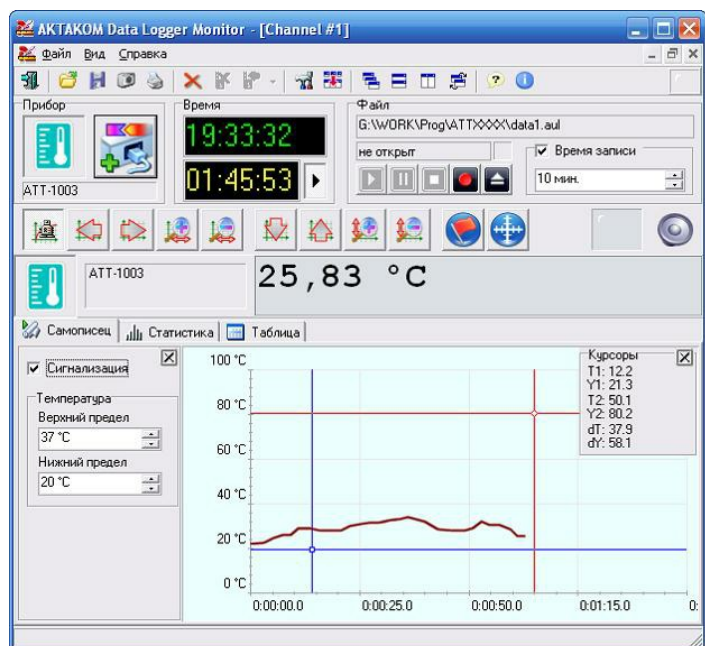 AKTAKOM Data Logger Monitor - [Channel #1]
Файл Вид Справка
Прибор
ATT-1003
Время
19:33:32
01:45:53
Файл
G:\WORK\Prog\ATTXXXX\data1.aul
не открыт
Время записи
10 мин.
ATT-1003
25,83 °C
Самописец Статистика Таблица
Сигнализация
Температура
Верхний предел
37 °C
Нижний предел
20 °C
100 °C
80 °C
60 °C
40 °C
20 °C
0 °C
0:00:00.0 0:00:25.0 0:00:50.0 0:01:15.0 0:
Курсоры
T1: 12.2
Y1: 21.3
T2: 50.1
Y2: 80.2
dT: 37.9
dY: 58.1